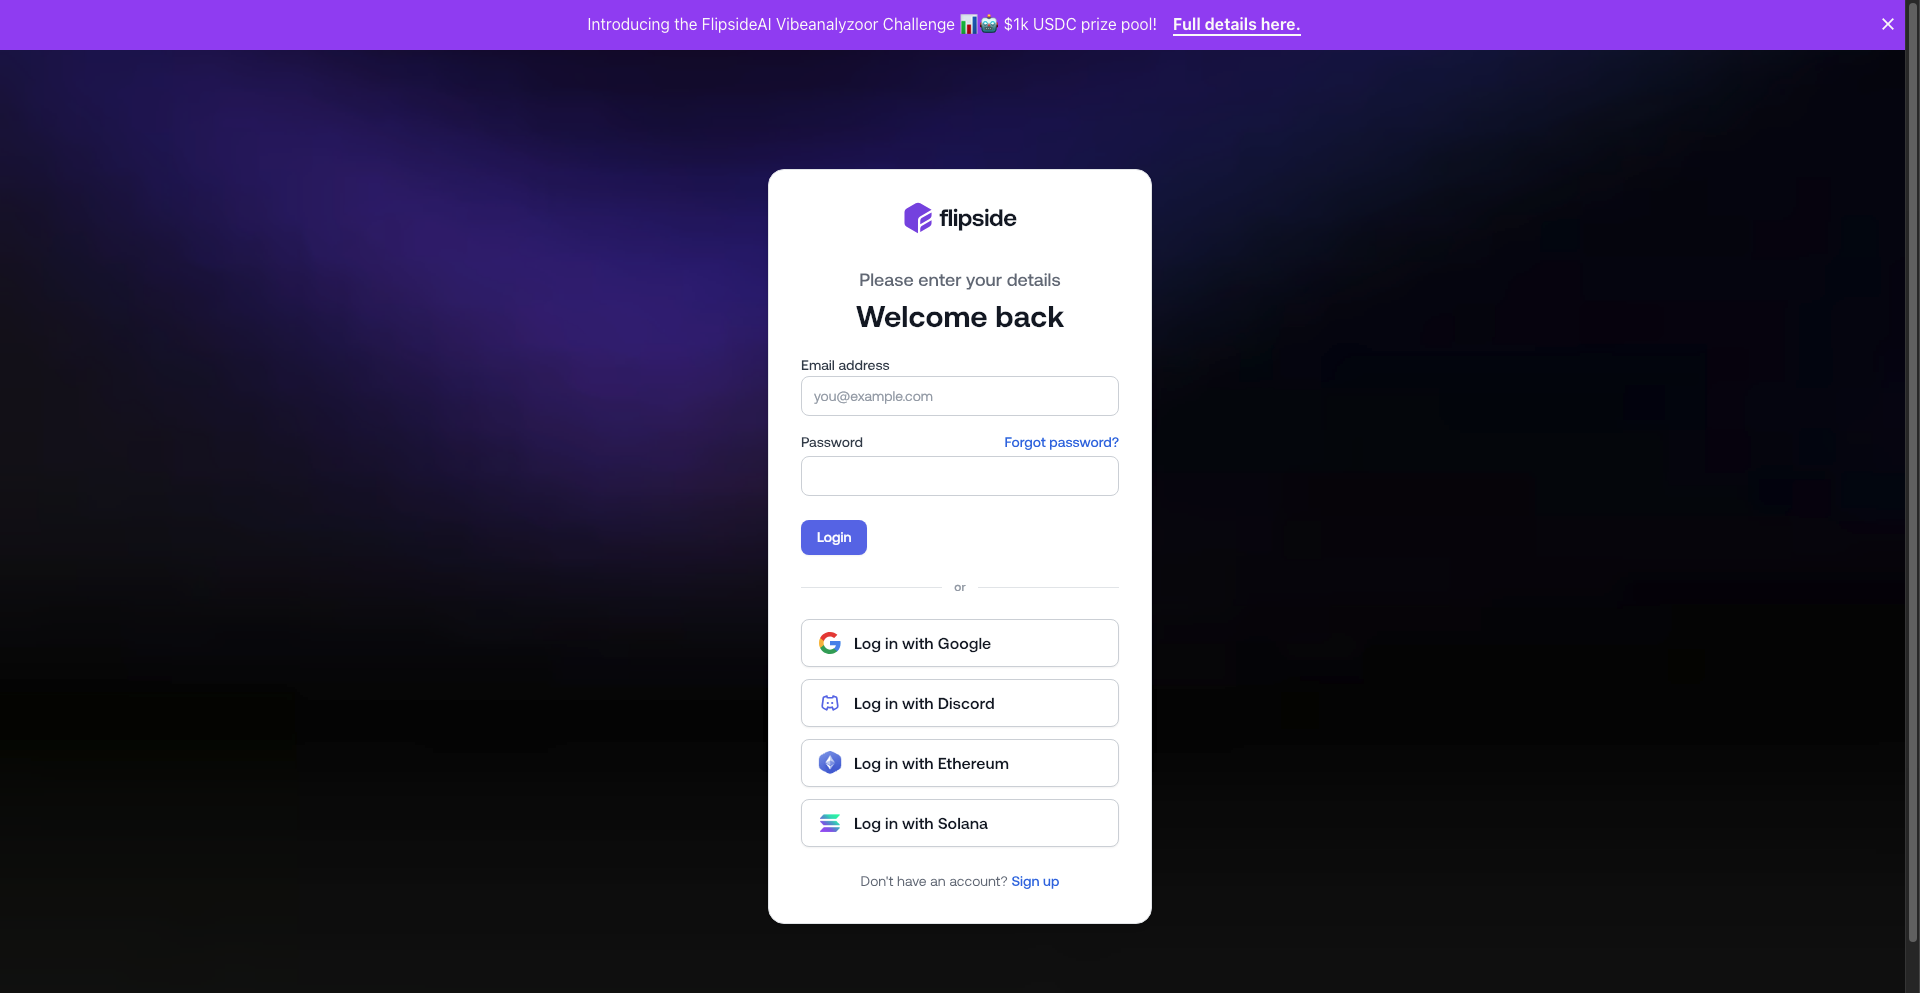 Introducing the FlipsideAI Vibeanalyzoor Challenge 📊🤖 $1k USDC prize pool! Full details here.
flipside
Please enter your details
Welcome back
Email address
you@example.com
Password Forgot password?
Login
or
Log in with Google
Log in with Discord
Log in with Ethereum
Log in with Solana
Don't have an account? Sign up